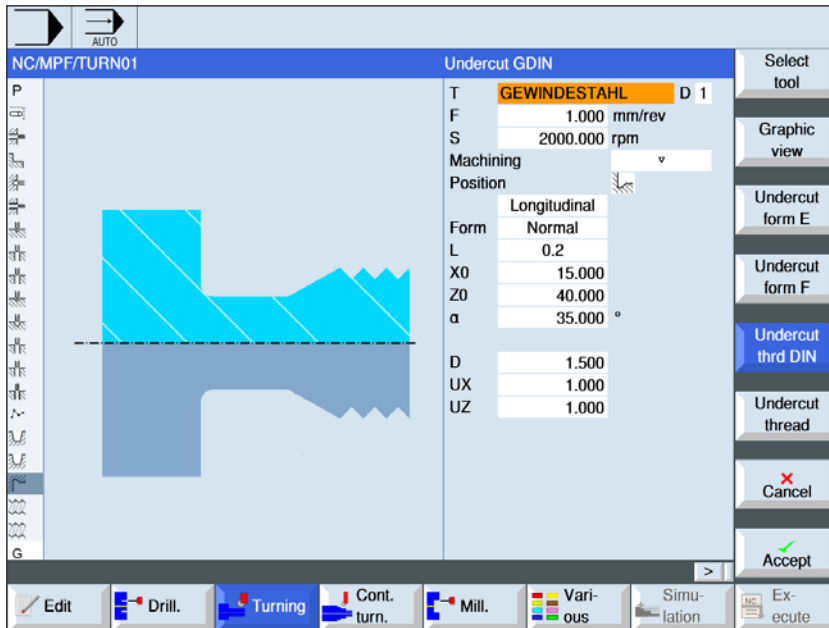 AUTO
NC/MPF/TURN01
Undercut GDIN
P
G
T GEWINDESTAHL D 1
F 1.000 mm/rev
S 2000.000 rpm
Machining ▿
Position
Longitudinal
Form Normal
L 0.2
X0 15.000
Z0 40.000
α 35.000 °
D 1.500
UX 1.000
UZ 1.000
Select
tool
Graphic
view
Undercut
form E
Undercut
form F
Undercut
thrd DIN
Undercut
thread
Cancel
Accept
>
Edit
Drill.
Turning
Cont.
turn.
Mill.
Vari-
ous
Simu-
lation
NC
Ex-
ecute